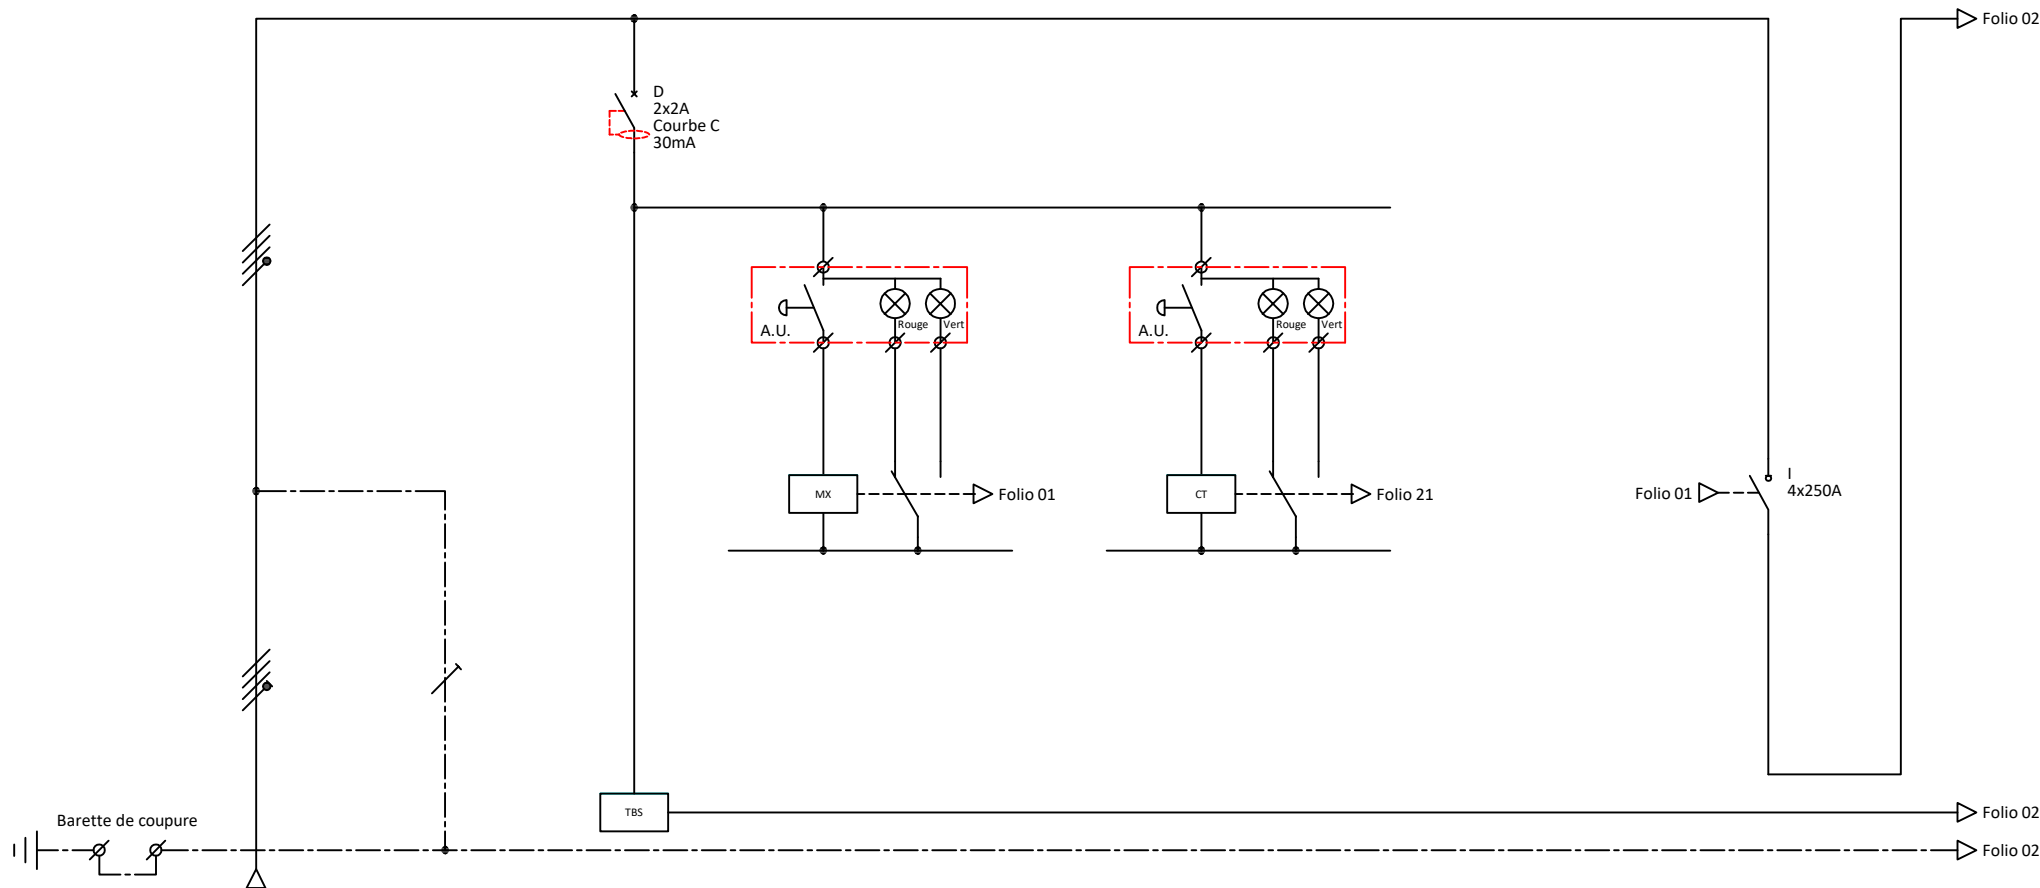 Folio 02
D
2x2A
Courbe C
30mA
A.U.
Rouge
Vert
A.U.
Rouge
Vert
MX
Folio 01
CT
Folio 21
Folio 01
I
4x250A
TBS
Folio 02
Barette de coupure
Folio 02